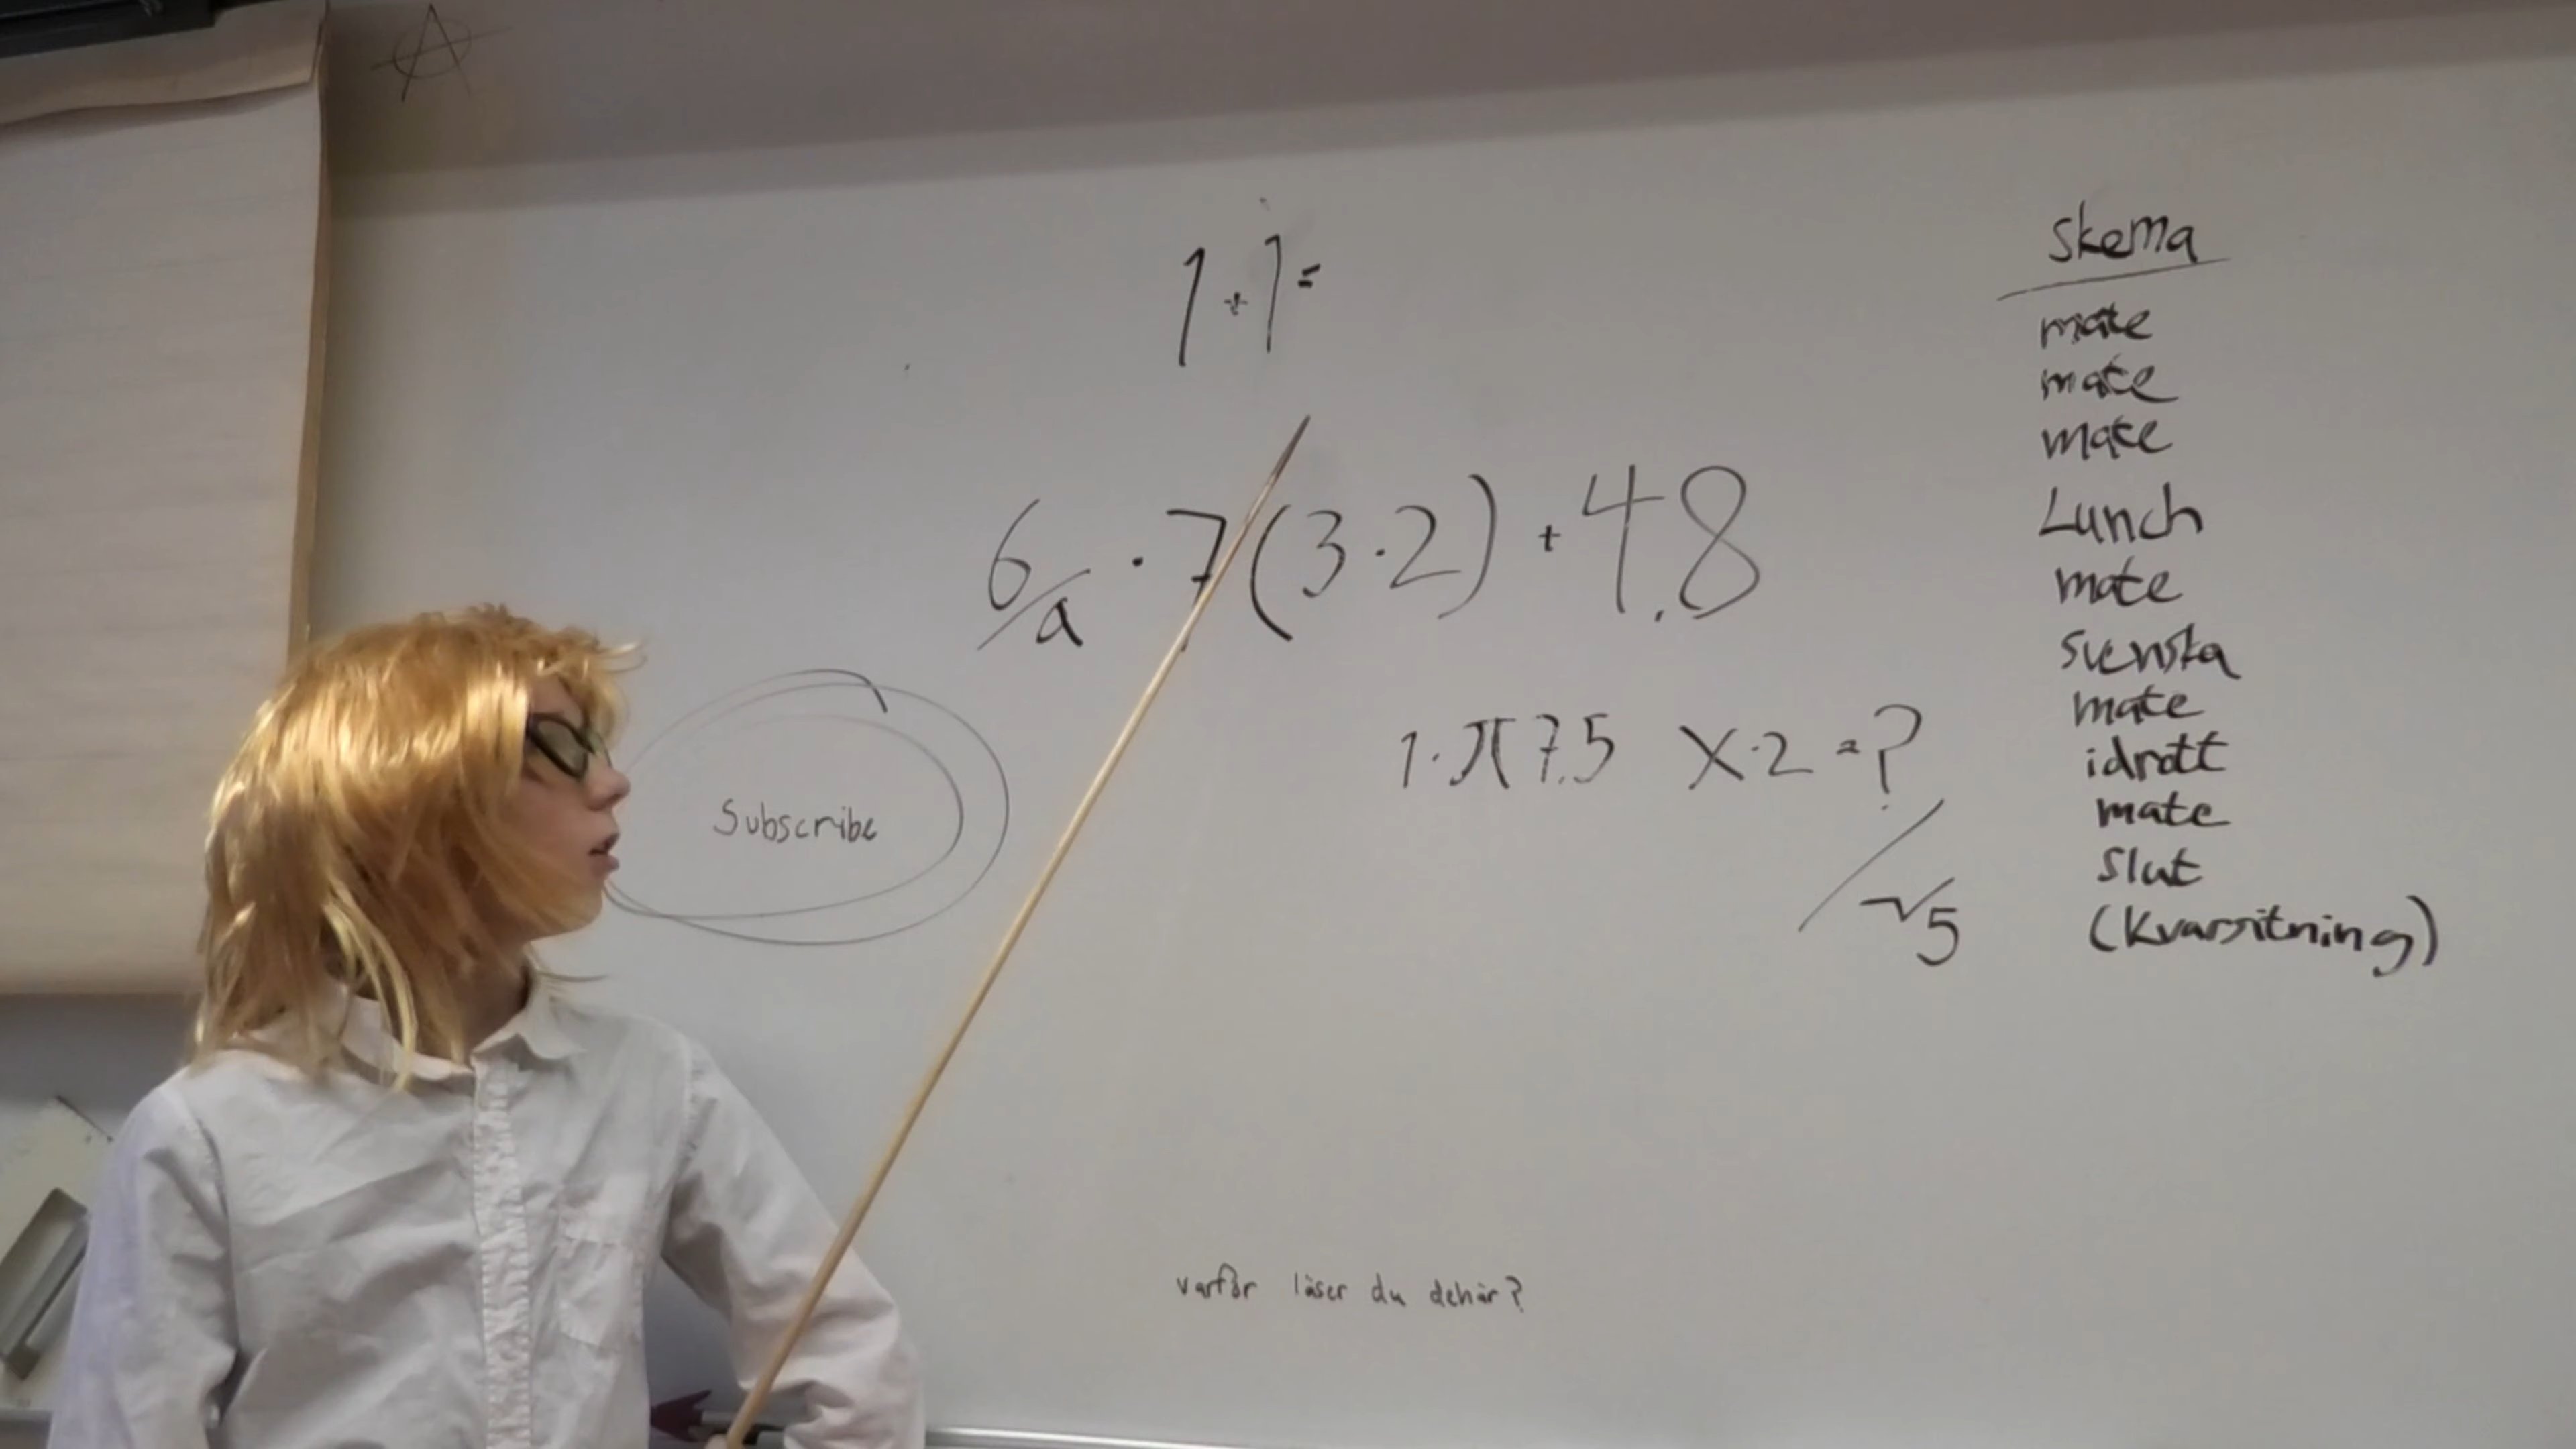 A
1+1=
6/a · 7(3·2) + 4,8
1·π7,5 x·2 = ?/√5
Subscribe
skema
mate
mate
mate
Lunch
mate
svenska
mate
idrott
mate
slut
(kvarsitning)
varför läser du dehär?